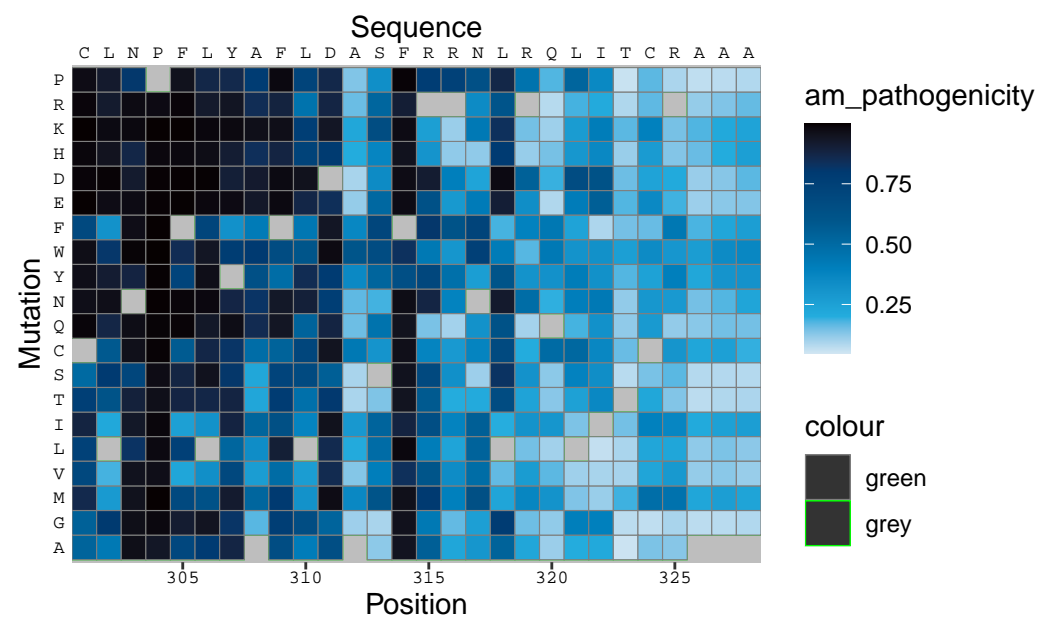 Sequence
C L N P F L Y A F L D A S F R R N L R Q L I T C R A A A
P
R
K
H
D
E
F
W
Y
N
Q
C
S
T
I
L
V
M
G
A
Mutation
305 310 315 320 325
Position
am_pathogenicity
0.75
0.50
0.25
colour
green
grey